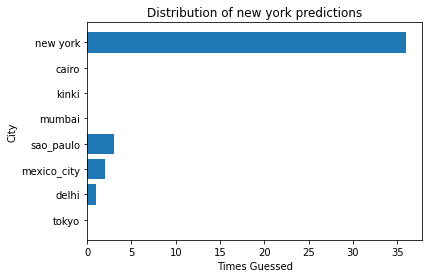 Distribution of new york predictions
City
new york
cairo
kinki
mumbai
sao_paulo
mexico_city
delhi
tokyo
0 5 10 15 20 25 30 35
Times Guessed